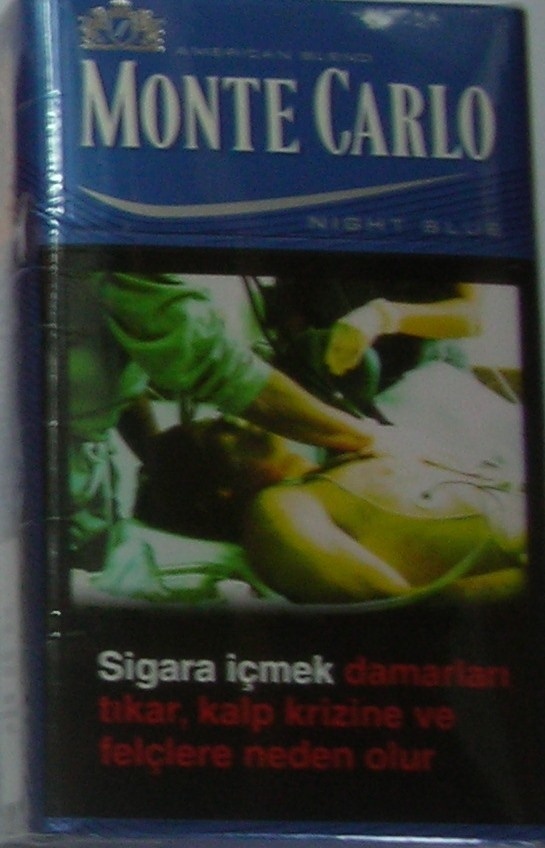 AMERICAN BLEND
MONTE CARLO
NIGHT BLUE
Sigara içmek damarları
tıkar, kalp krizine ve
felçlere neden olur